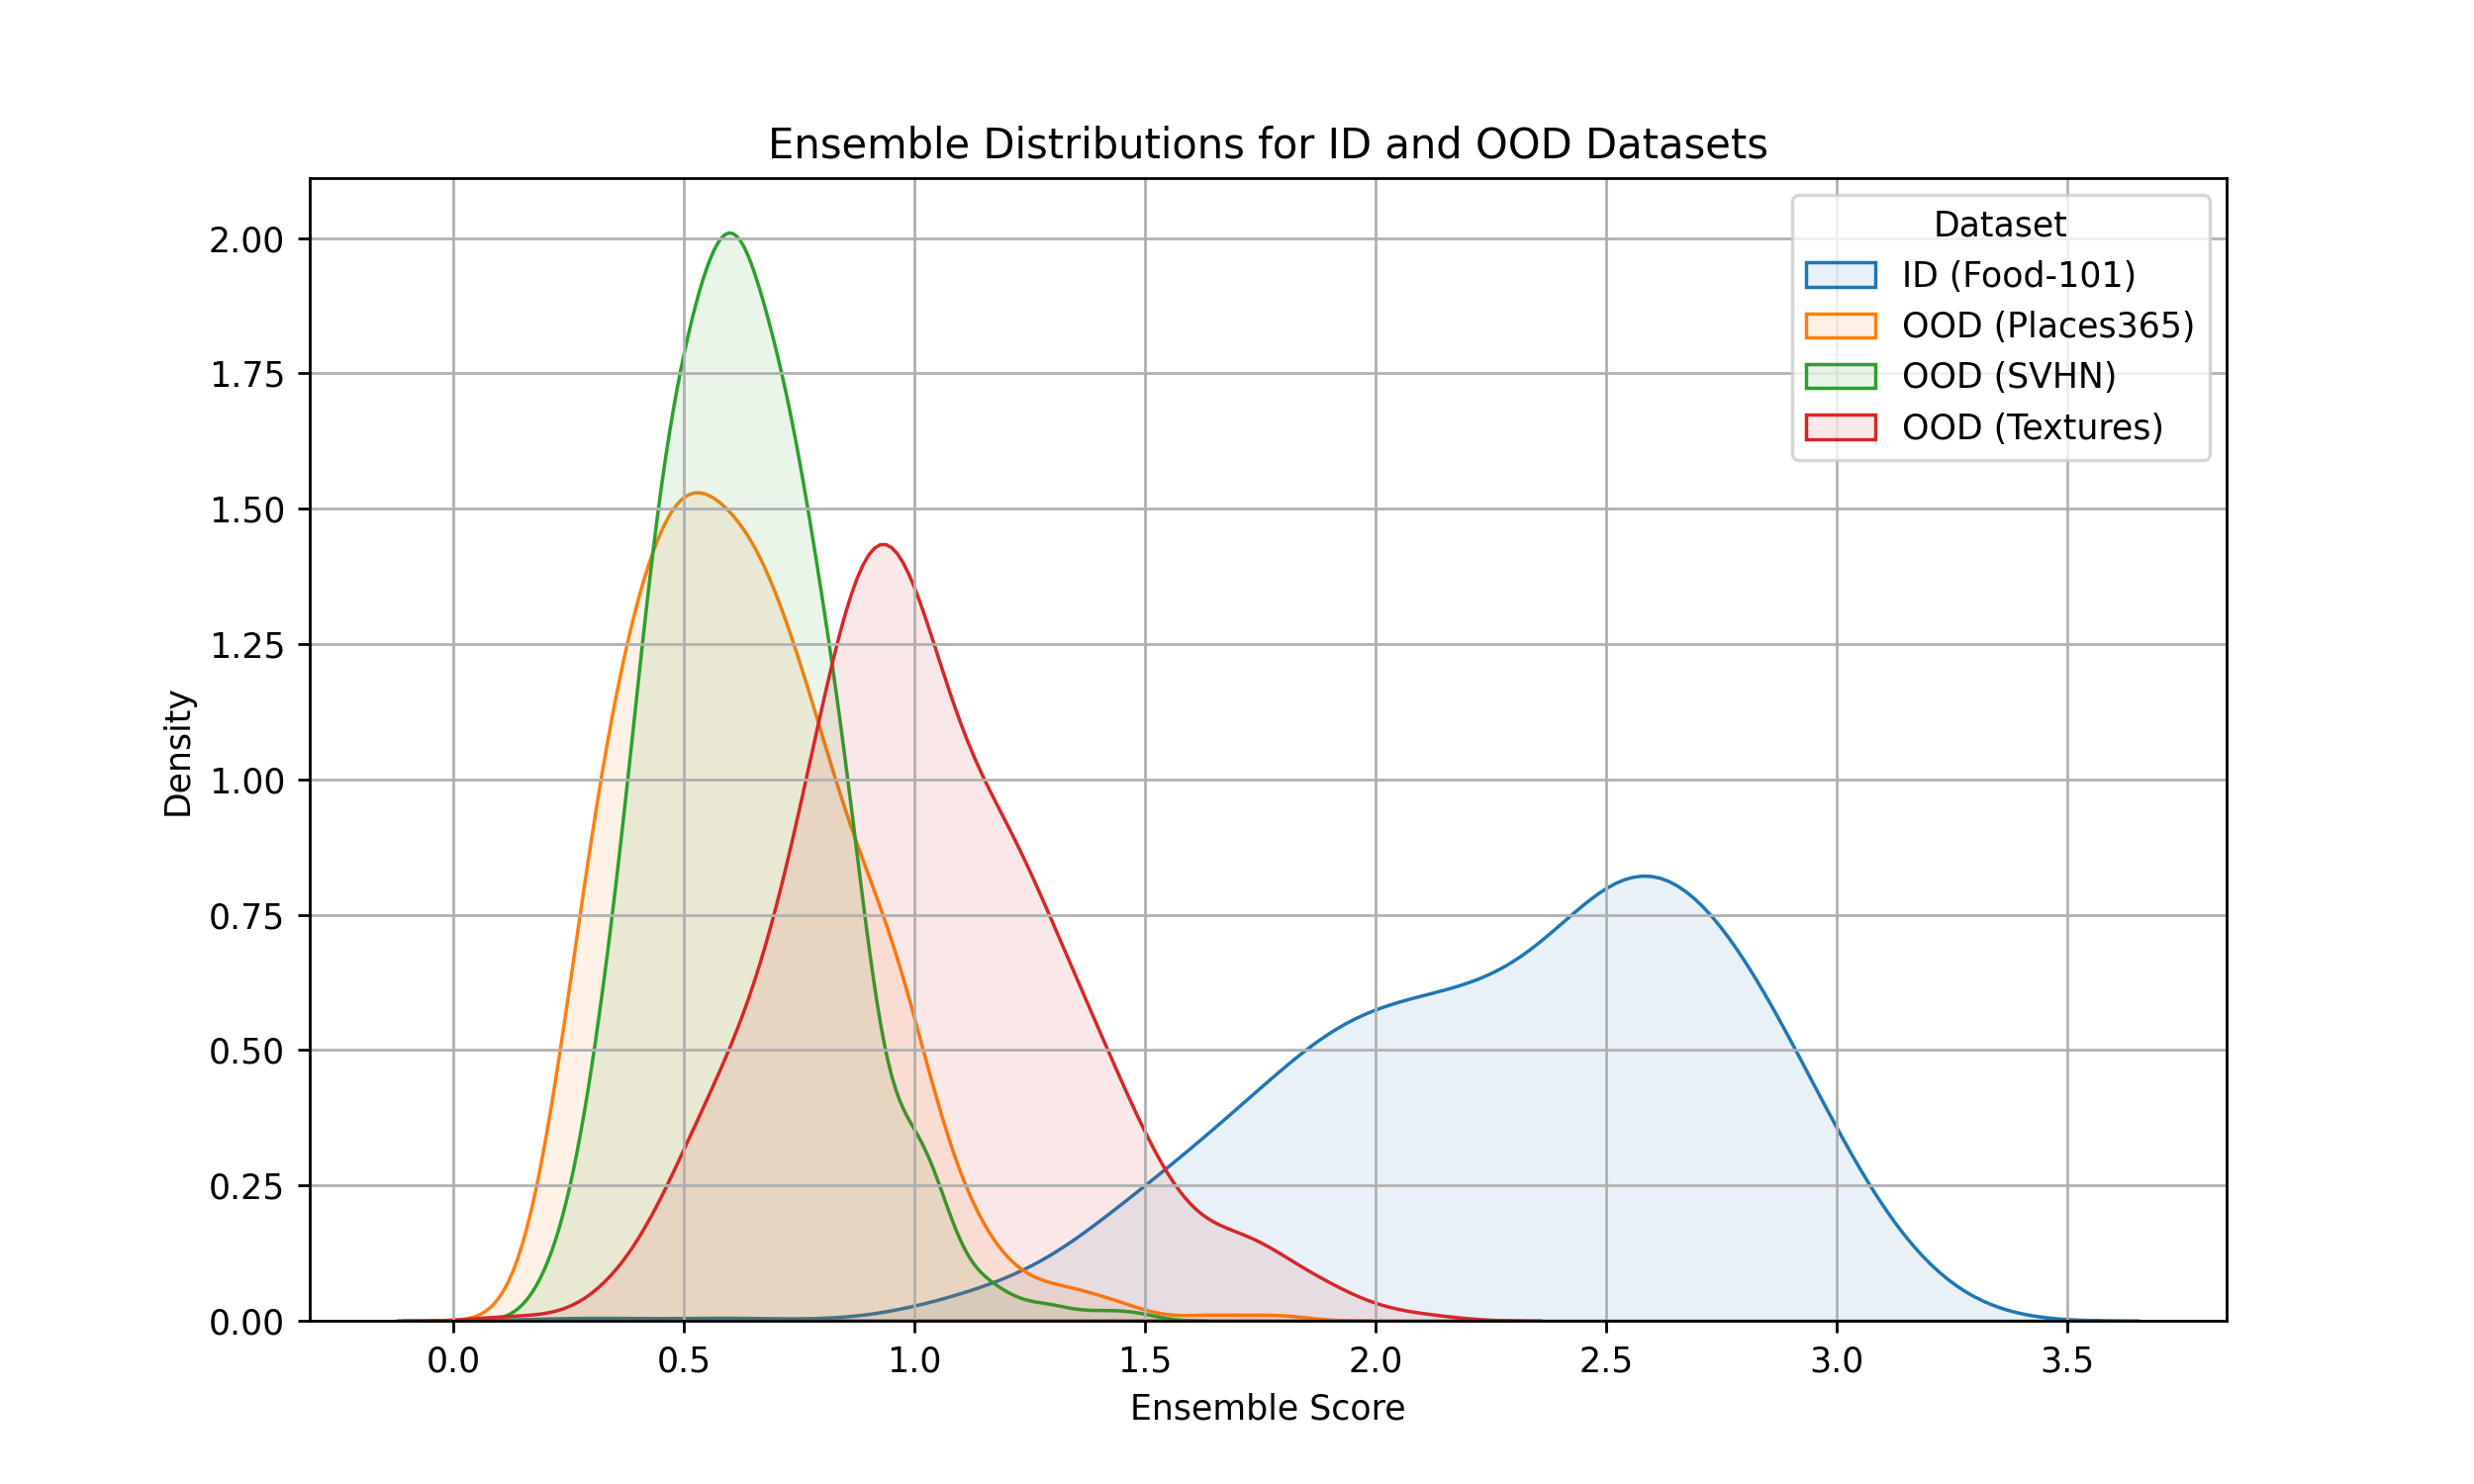 Ensemble Distributions for ID and OOD Datasets
Dataset
ID (Food-101)
OOD (Places365)
OOD (SVHN)
OOD (Textures)
Density
2.00
1.75
1.50
1.25
1.00
0.75
0.50
0.25
0.00
0.0 0.5 1.0 1.5 2.0 2.5 3.0 3.5
Ensemble Score